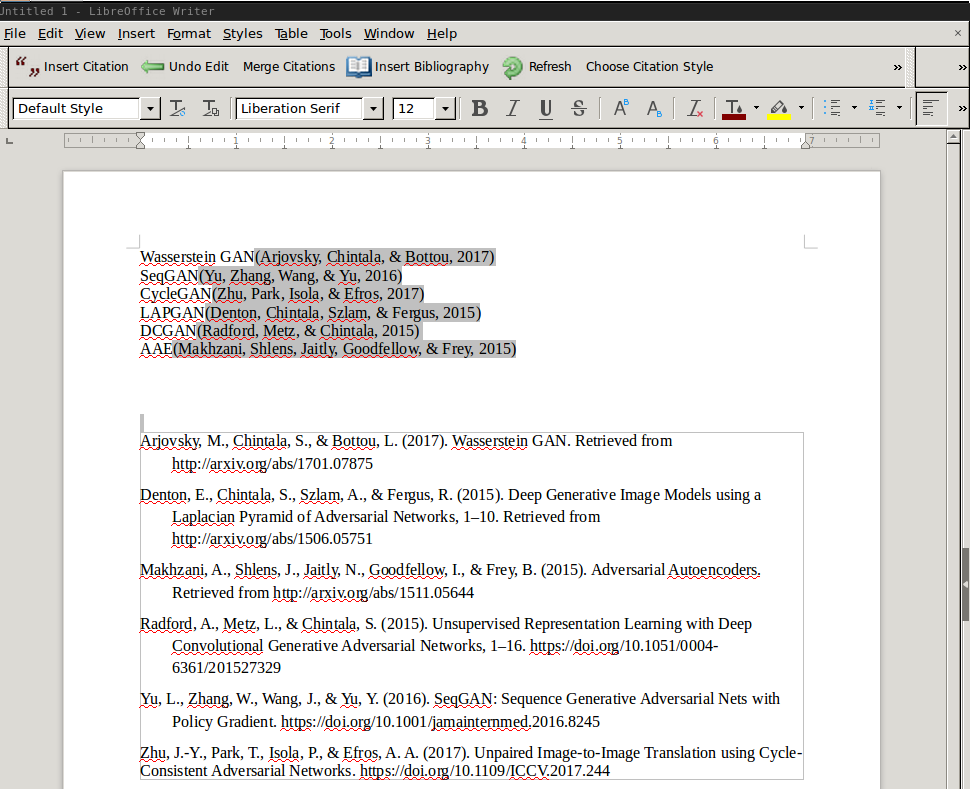 Untitled 1 - LibreOffice Writer
File Edit View Insert Format Styles Table Tools Window Help ×
Insert Citation Undo Edit Merge Citations Insert Bibliography Refresh Choose Citation Style » »
Default Style Liberation Serif 12 B I U S A B A B I T »
1 2 3 4 5 6 7
Wasserstein GAN(Arjovsky, Chintala, & Bottou, 2017)
SeqGAN(Yu, Zhang, Wang, & Yu, 2016)
CycleGAN(Zhu, Park, Isola, & Efros, 2017)
LAPGAN(Denton, Chintala, Szlam, & Fergus, 2015)
DCGAN(Radford, Metz, & Chintala, 2015)
AAE(Makhzani, Shlens, Jaitly, Goodfellow, & Frey, 2015)
Arjovsky, M., Chintala, S., & Bottou, L. (2017). Wasserstein GAN. Retrieved from
http://arxiv.org/abs/1701.07875
Denton, E., Chintala, S., Szlam, A., & Fergus, R. (2015). Deep Generative Image Models using a
Laplacian Pyramid of Adversarial Networks, 1–10. Retrieved from
http://arxiv.org/abs/1506.05751
Makhzani, A., Shlens, J., Jaitly, N., Goodfellow, I., & Frey, B. (2015). Adversarial Autoencoders.
Retrieved from http://arxiv.org/abs/1511.05644
Radford, A., Metz, L., & Chintala, S. (2015). Unsupervised Representation Learning with Deep
Convolutional Generative Adversarial Networks, 1–16. https://doi.org/10.1051/0004-
6361/201527329
Yu, L., Zhang, W., Wang, J., & Yu, Y. (2016). SeqGAN: Sequence Generative Adversarial Nets with
Policy Gradient. https://doi.org/10.1001/jamainternmed.2016.8245
Zhu, J.-Y., Park, T., Isola, P., & Efros, A. A. (2017). Unpaired Image-to-Image Translation using Cycle-
Consistent Adversarial Networks. https://doi.org/10.1109/ICCV.2017.244